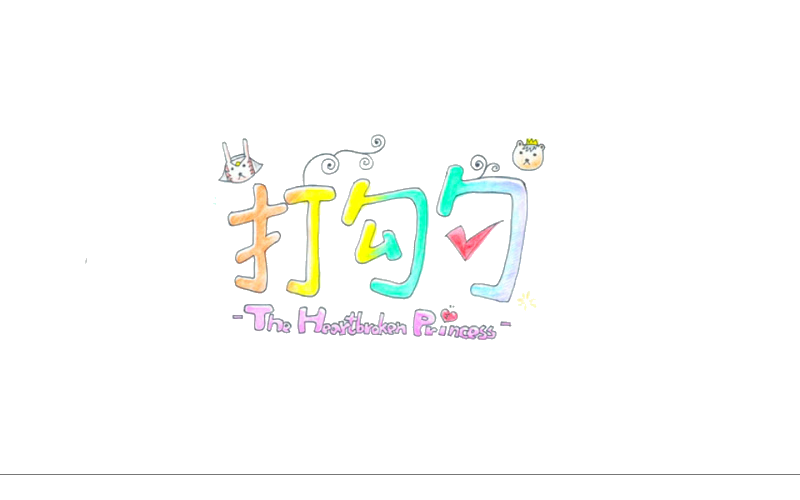 打勾勾
-The Heartbroken Princess-